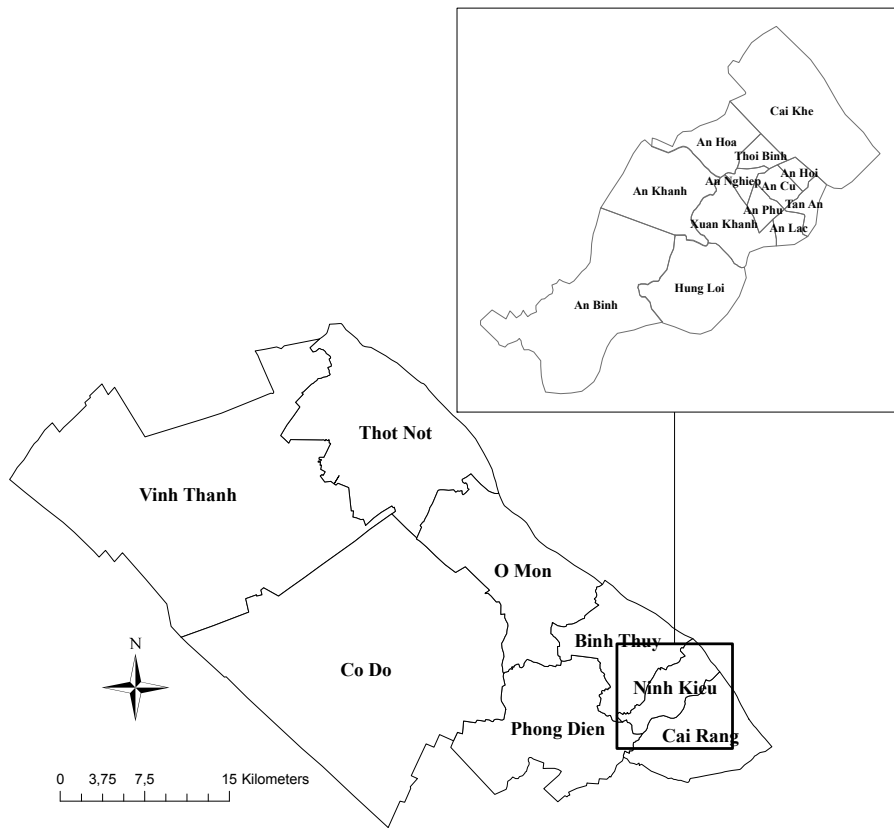 Cai Khe
An Hoa
Thoi Binh
An Hoi
An Nghiep
An Cu
An Khanh
Tan An
An Phu
Xuan Khanh
An Lac
Hung Loi
An Binh
Thot Not
Vinh Thanh
O Mon
Binh Thuy
Co Do
Ninh Kieu
Phong Dien
Cai Rang
N
0 3,75 7,5 15 Kilometers